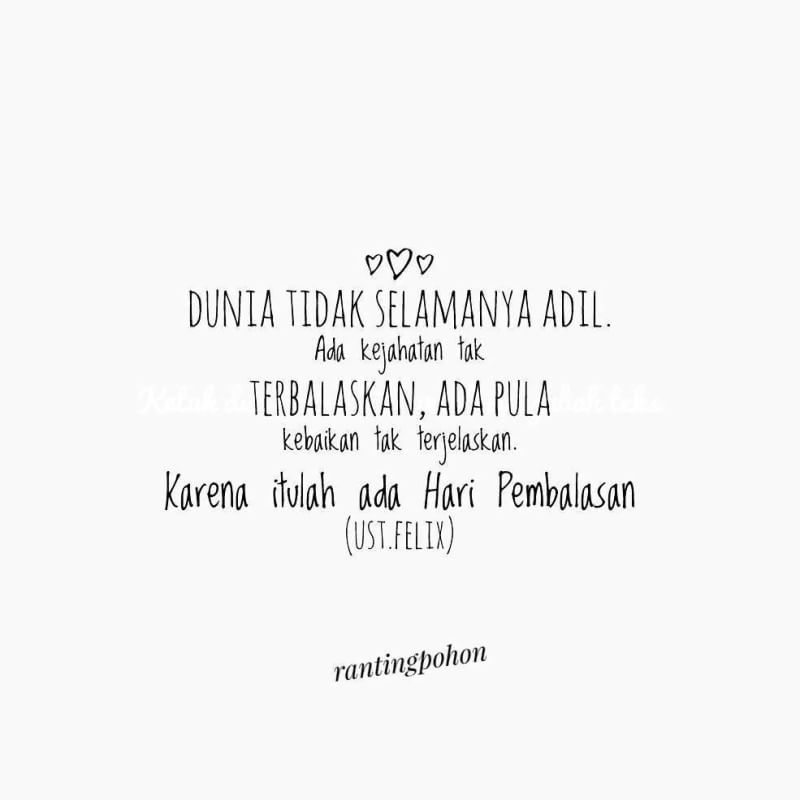 DUNIA TIDAK SELAMANYA ADIL.
Ada kejahatan tak
TERBALASKAN, ADA PULA
kebaikan tak terjelaskan.
Karena itulah ada Hari Pembalasan
(UST.FELIX)
rantingpohon